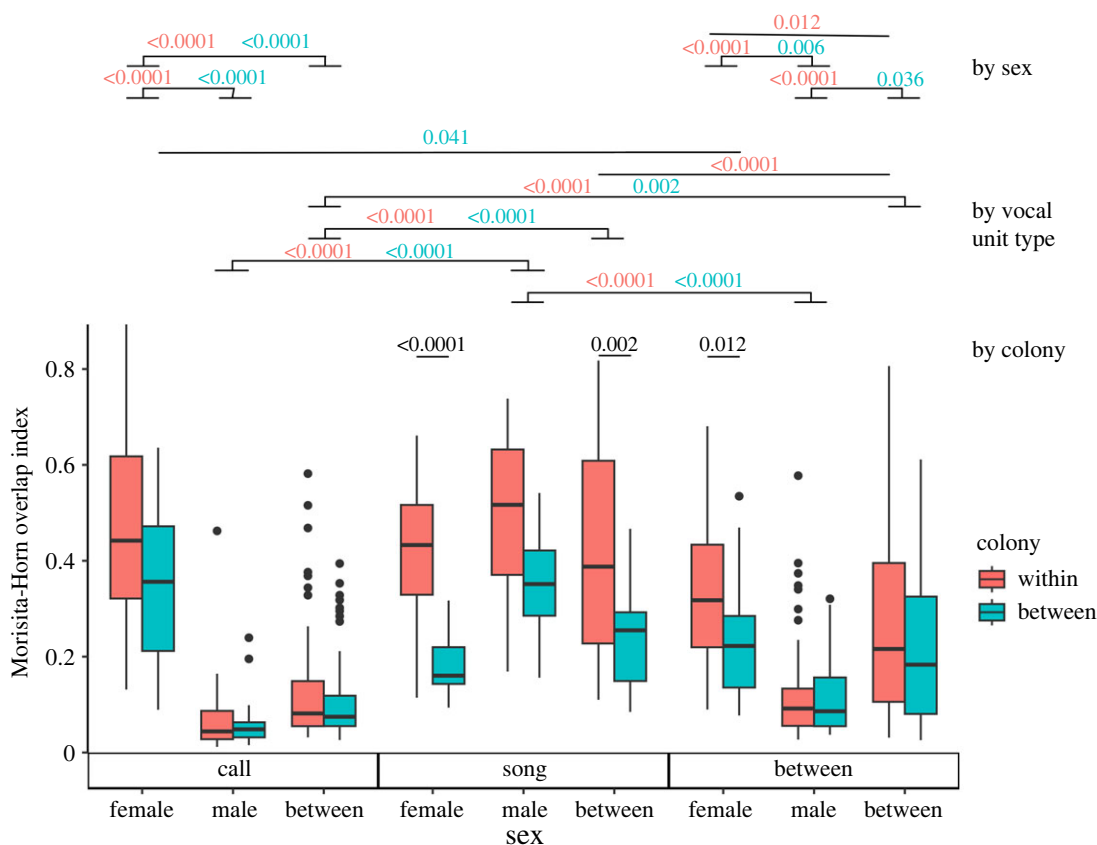 0.012
<0.0001 <0.0001 <0.0001 0.006
by sex
<0.0001 <0.0001 <0.0001 0.036
0.041
<0.0001
<0.0001 0.002
by vocal
unit type
<0.0001 <0.0001
<0.0001 <0.0001
<0.0001 <0.0001
<0.0001 0.002 0.012
by colony
0.8
0.6
0.4
0.2
0
Morisita-Horn overlap index
colony
within
between
call song between
female male between female male between female male between
sex